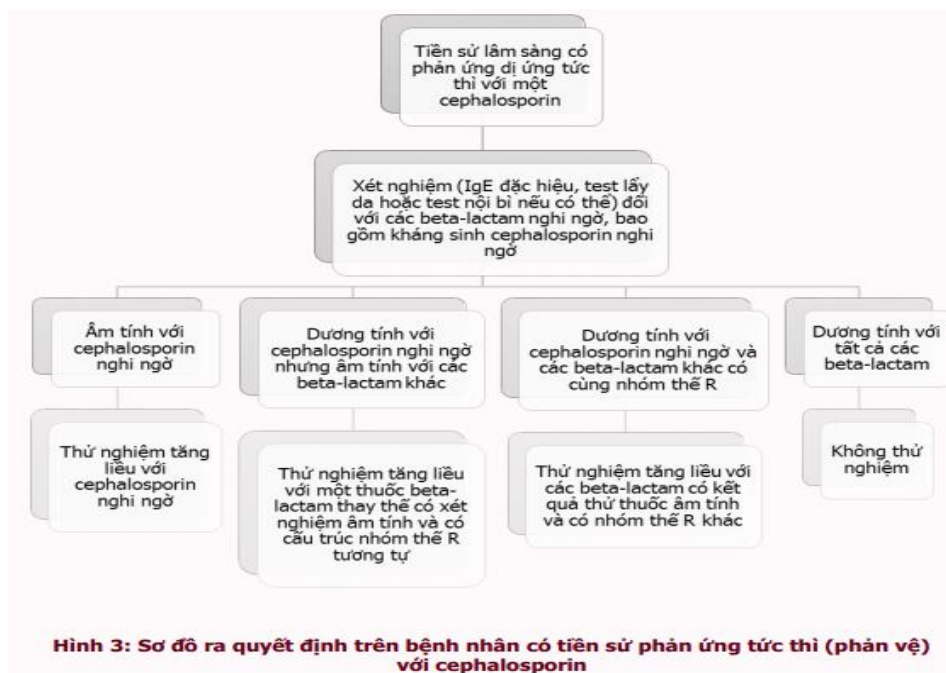 Tiền sử lâm sàng có
phản ứng dị ứng tức
thì với một
cephalosporin
Xét nghiệm (IgE đặc hiệu, test lấy
da hoặc test nội bì nếu có thể) đối
với các beta-lactam nghi ngờ, bao
gồm kháng sinh cephalosporin nghi
ngờ
Âm tính với
cephalosporin
nghi ngờ
Dương tính với
cephalosporin nghi ngờ
nhưng âm tính với các
beta-lactam khác
Dương tính với
cephalosporin nghi ngờ và
các beta-lactam khác có
cùng nhóm thế R
Dương tính với
tất cả các
beta-lactam
Thử nghiệm tăng
liều với
cephalosporin
nghi ngờ
Thử nghiệm tăng liều
với một thuốc beta-
lactam thay thế có xét
nghiệm âm tính và có
cấu trúc nhóm thế R
tương tự
Thử nghiệm tăng liều với
các beta-lactam có kết
quả thử thuốc âm tính
và có nhóm thế R khác
Không thử
nghiệm
Hình 3: Sơ đồ ra quyết định trên bệnh nhân có tiền sử phản ứng tức thì (phản vệ)
với cephalosporin